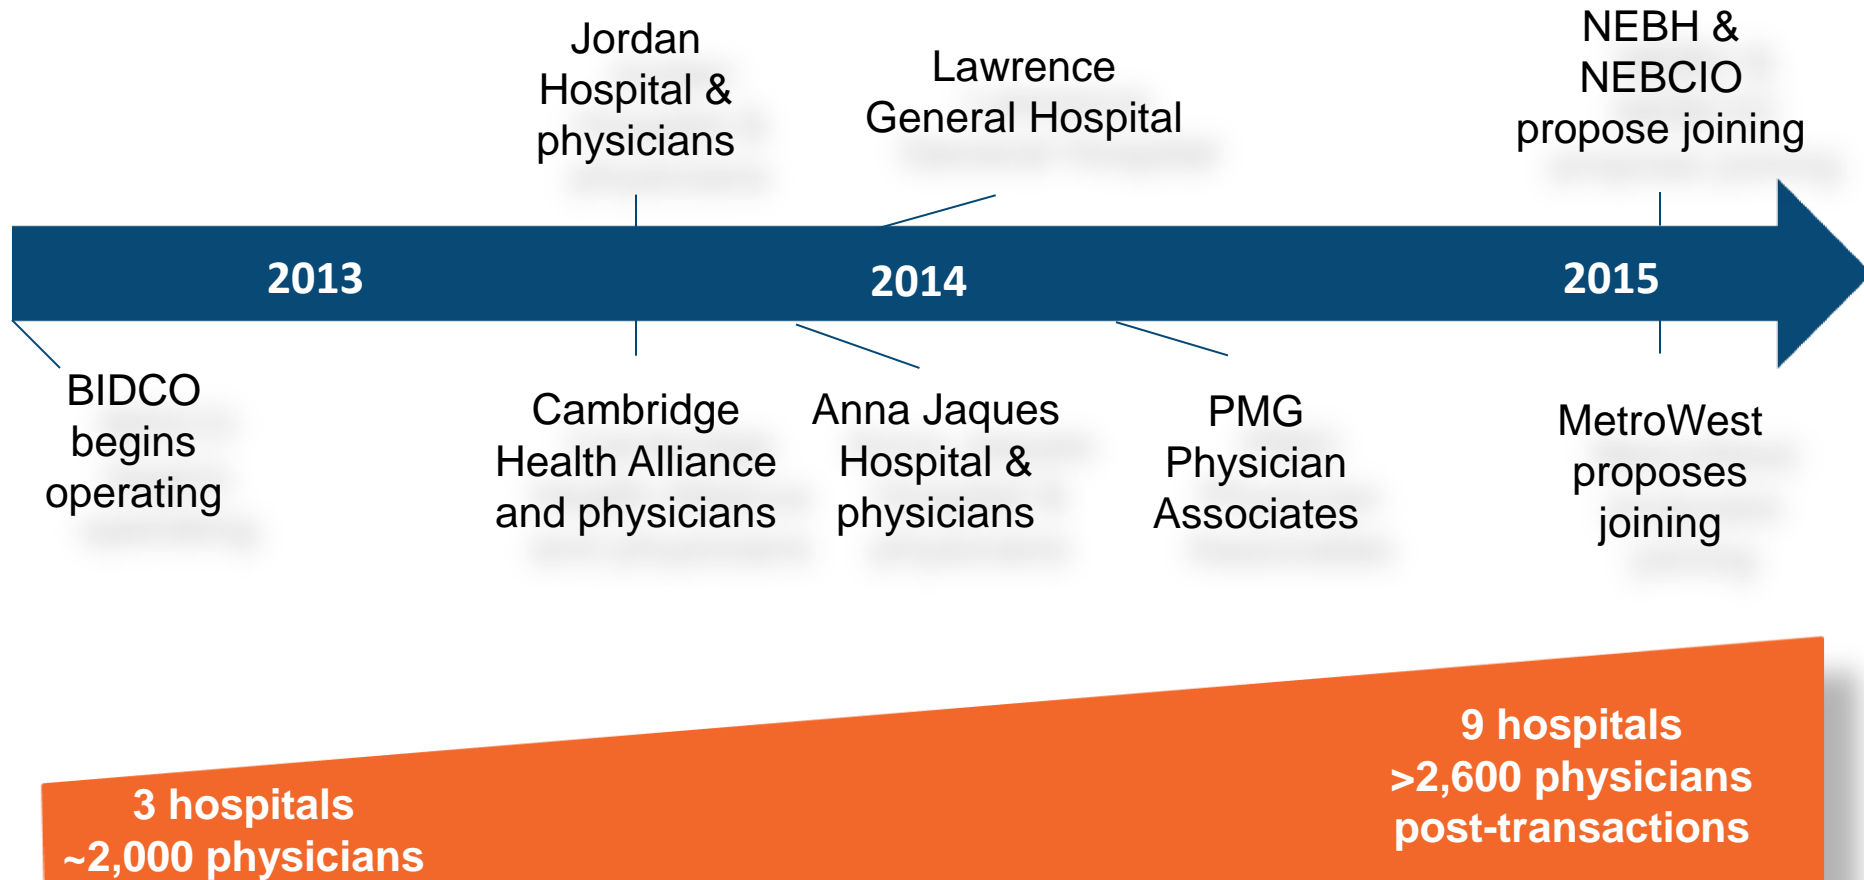 Jordan
Hospital &
physicians
Lawrence
General Hospital
NEBH &
NEBCIO
propose joining
2013
2014
2015
BIDCO
begins
operating
Cambridge
Health Alliance
and physicians
Anna Jaques
Hospital &
physicians
PMG
Physician
Associates
MetroWest
proposes
joining
3 hospitals
~2,000 physicians
9 hospitals
>2,600 physicians
post-transactions